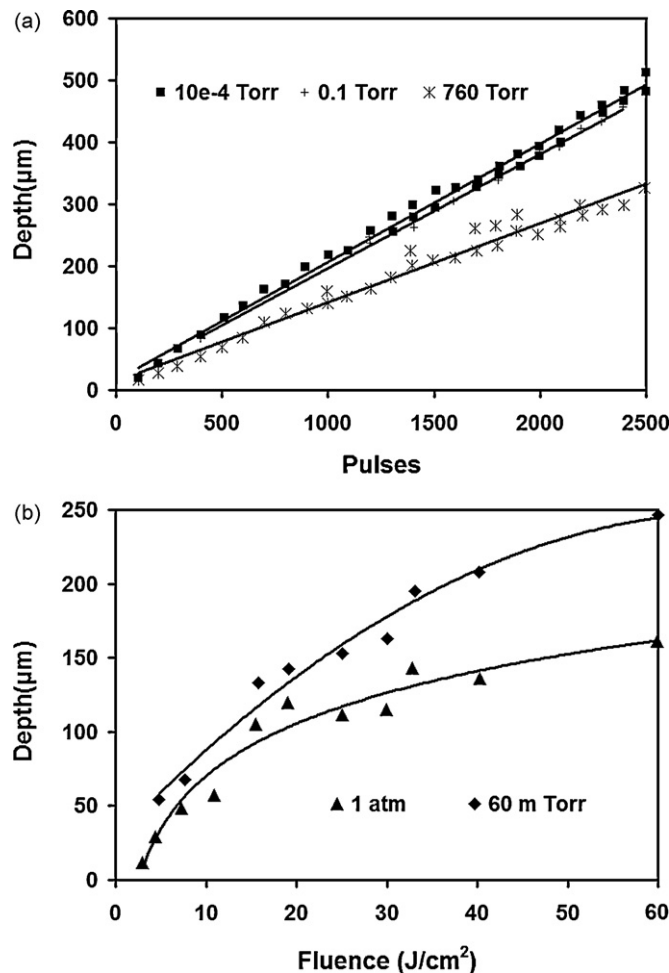 (a)
600
500
400
300
200
100
0
Depth(µm)
10e-4 Torr 0.1 Torr 760 Torr
0 500 1000 1500 2000 2500
Pulses
(b)
250
200
150
100
50
0
Depth(µm)
1 atm 60 m Torr
0 10 20 30 40 50 60
Fluence (J/cm²)